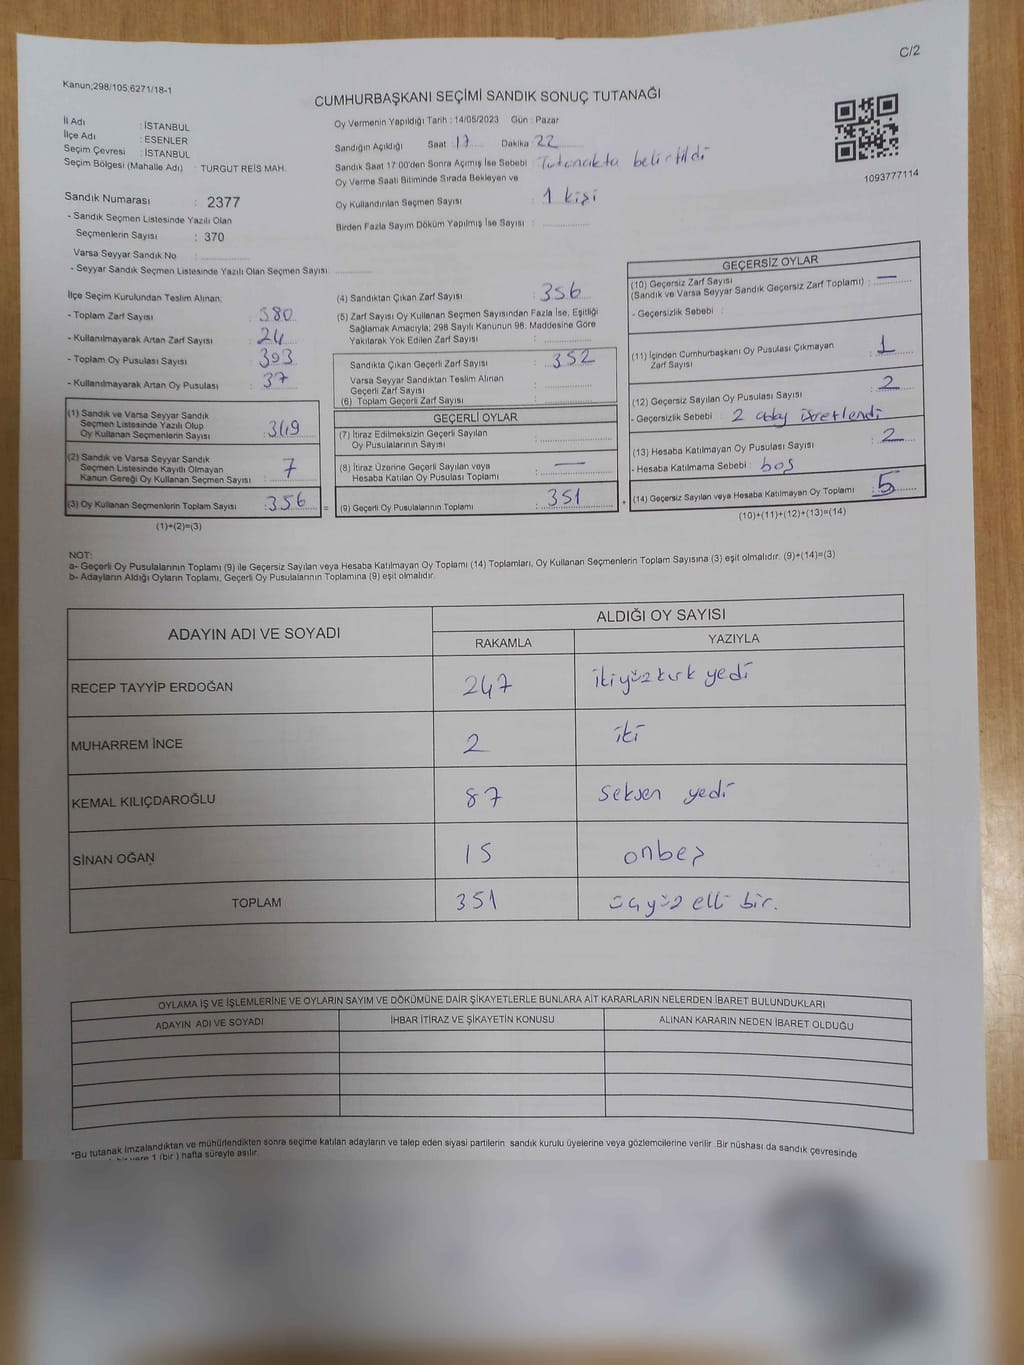 C/2
Kanun;298/105,6271/18-1
CUMHURBAŞKANI SEÇİMİ SANDIK SONUÇ TUTANAĞI
İl Adı : İSTANBUL
İlçe Adı : ESENLER
Seçim Çevresi : İSTANBUL
Seçim Bölgesi (Mahalle Adı) : TURGUT REİS MAH.
Oy Vermenin Yapıldığı Tarih : 14/05/2023 Gün : Pazar
Sandığın Açıldığı Saat 17 Dakika 22
Sandık Saat 17:00'den Sonra Açımış İse Sebebi : Tutanakta belirtildi
Oy Verme Saati Bitiminde Sırada Bekleyen ve
Oy Kullandırılan Seçmen Sayısı : 1 kişi
Birden Fazla Sayım Döküm Yapılmış İse Sayısı :
1093777114
Sandık Numarası : 2377
- Sandık Seçmen Listesinde Yazılı Olan
Seçmenlerin Sayısı : 370
Varsa Seyyar Sandık No
- Seyyar Sandık Seçmen Listesinde Yazılı Olan Seçmen Sayısı
İlçe Seçim Kurulundan Teslim Alınan;
- Toplam Zarf Sayısı : 380
- Kullanılmayarak Artan Zarf Sayısı : 24
- Toplam Oy Pusulası Sayısı : 393
- Kullanılmayarak Artan Oy Pusulası : 37
(1) Sandık ve Varsa Seyyar Sandık
Seçmen Listesinde Yazılı Olup
Oy Kullanan Seçmenlerin Sayısı : 349
(2) Sandık ve Varsa Seyyar Sandık
Seçmen Listesinde Kayıtlı Olmayan
Kanun Gereği Oy Kullanan Seçmen Sayısı : 7
(3) Oy Kullanan Seçmenlerin Toplam Sayısı : 356 =
(1)+(2)=(3)
(4) Sandıktan Çıkan Zarf Sayısı : 356
(5) Zarf Sayısı Oy Kullanan Seçmen Sayısından Fazla İse, Eşitliği
Sağlamak Amacıyla; 298 Sayılı Kanunun 98. Maddesine Göre
Yakılarak Yok Edilen Zarf Sayısı :
Sandıkta Çıkan Geçerli Zarf Sayısı : 352
Varsa Seyyar Sandıktan Teslim Alınan
Geçerli Zarf Sayısı :
(6) Toplam Geçerli Zarf Sayısı :
GEÇERLİ OYLAR
(7) İtiraz Edilmeksizin Geçerli Sayılan
Oy Pusulalarının Sayısı :
(8) İtiraz Üzerine Geçerli Sayılan veya
Hesaba Katılan Oy Pusulası Toplamı : —
(9) Geçerli Oy Pusulalarının Toplamı : 351 +
GEÇERSİZ OYLAR
(10) Geçersiz Zarf Sayısı
(Sandık ve Varsa Seyyar Sandık Geçersiz Zarf Toplamı) : —
- Geçersizlik Sebebi :
(11) İçinden Cumhurbaşkanı Oy Pusulası Çıkmayan
Zarf Sayısı : 1
(12) Geçersiz Sayılan Oy Pusulası Sayısı : 2
- Geçersizlik Sebebi : 2 aday işaretlendi
(13) Hesaba Katılmayan Oy Pusulası Sayısı : 2
- Hesaba Katılmama Sebebi : boş
(14) Geçersiz Sayılan veya Hesaba Katılmayan Oy Toplamı : 5
(10)+(11)+(12)+(13)=(14)
NOT:
a- Geçerli Oy Pusulalarının Toplamı (9) ile Geçersiz Sayılan veya Hesaba Katılmayan Oy Toplamı (14) Toplamları, Oy Kullanan Seçmenlerin Toplam Sayısına (3) eşit olmalıdır. (9)+(14)=(3)
b- Adayların Aldığı Oyların Toplamı, Geçerli Oy Pusulalarının Toplamına (9) eşit olmalıdır.
ADAYIN ADI VE SOYADI
ALDIĞI OY SAYISI
RAKAMLA YAZIYLA
RECEP TAYYİP ERDOĞAN 247 ikiyüzkırk yedi
MUHARREM İNCE 2 iki
KEMAL KILIÇDAROĞLU 87 seksen yedi
SİNAN OĞAN 15 onbeş
TOPLAM 351 üçyüz elli bir.
OYLAMA İŞ VE İŞLEMLERİNE VE OYLARIN SAYIM VE DÖKÜMÜNE DAİR ŞİKAYETLERLE BUNLARA AİT KARARLARIN NELERDEN İBARET BULUNDUKLARI
ADAYIN ADI VE SOYADI İHBAR İTİRAZ VE ŞİKAYETİN KONUSU ALINAN KARARIN NEDEN İBARET OLDUĞU
*Bu tutanak imzalandıktan ve mühürlendikten sonra seçime katılan adayların ve talep eden siyasi partilerin sandık kurulu üyelerine veya gözlemcilerine verilir. Bir nüshası da sandık çevresinde
1 (bir) hafta süreyle asılır.